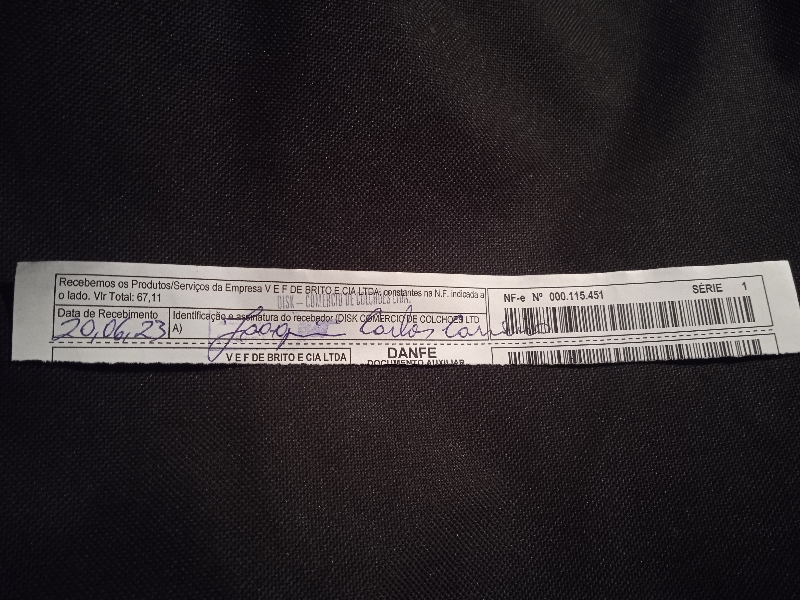 Recebemos os Produtos/Serviços da Empresa V E F DE BRITO E CIA LTDA, constantes na N.F. indicada a
o lado. Vlr Total: 67,11
DISK - COMERCIO DE COLCHOES LTDA.
NF-e Nº 000.115.451 SÉRIE 1
Data de Recebimento
20,06,23
Identificação e assinatura do recebedor (DISK COMERCIO DE COLCHOES LTD
A)
Carlos
V E F DE BRITO E CIA LTDA
DANFE
DOCUMENTO AUXILIAR